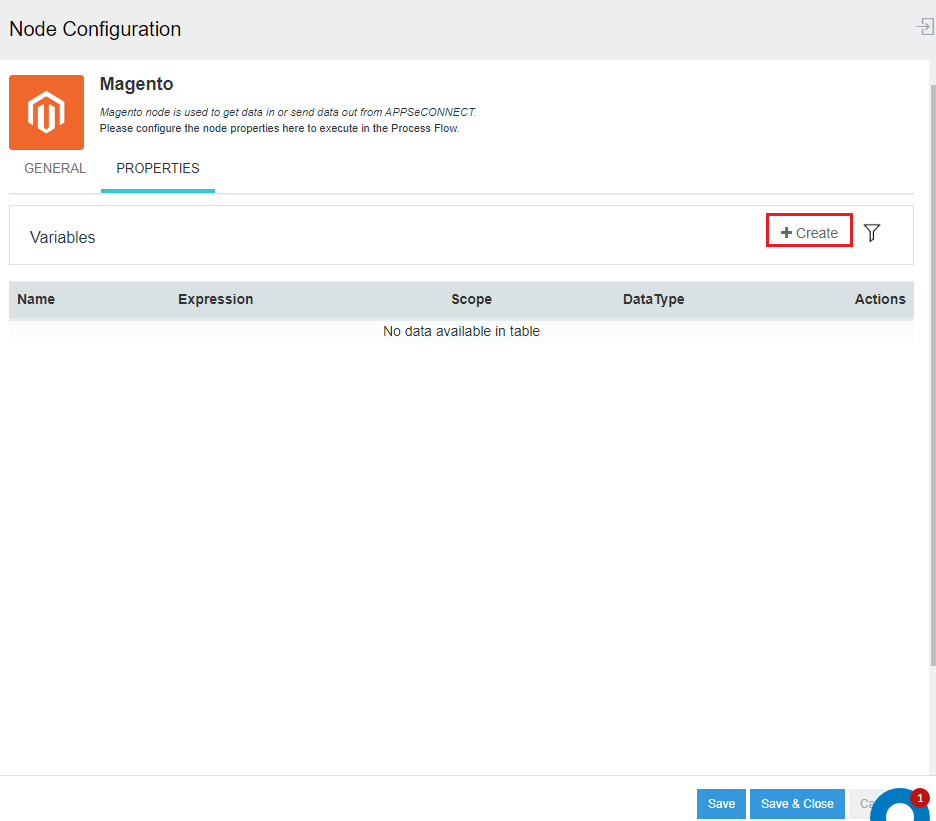 Node Configuration
Magento
Magento node is used to get data in or send data out from APPSeCONNECT.
Please configure the node properties here to execute in the Process Flow.
GENERAL PROPERTIES
Variables + Create
Name Expression Scope DataType Actions
No data available in table
Save Save & Close 1